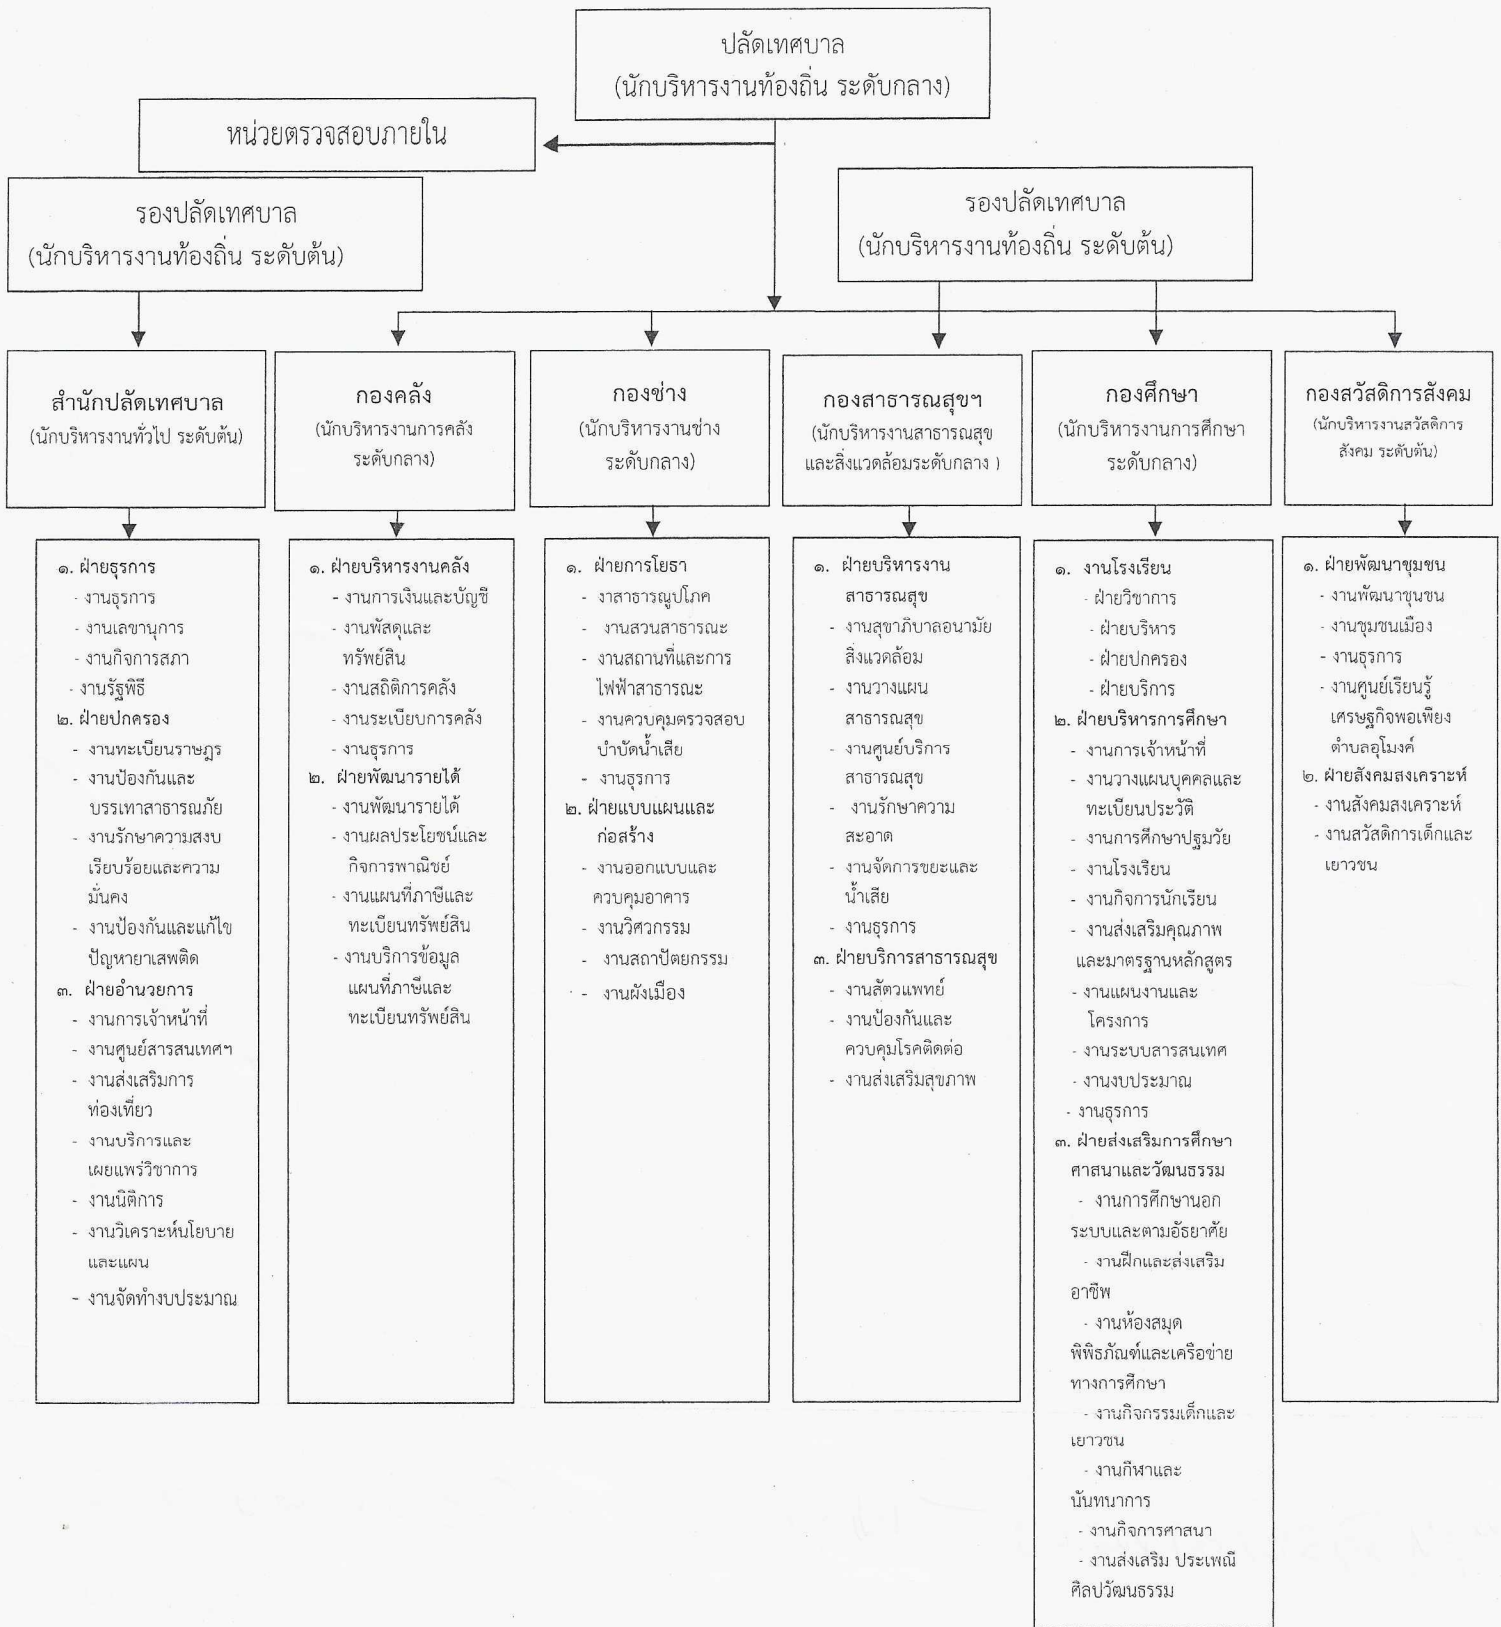 ปลัดเทศบาล
(นักบริหารงานท้องถิ่น ระดับกลาง)
หน่วยตรวจสอบภายใน
รองปลัดเทศบาล
(นักบริหารงานท้องถิ่น ระดับต้น)
รองปลัดเทศบาล
(นักบริหารงานท้องถิ่น ระดับต้น)
สำนักปลัดเทศบาล
(นักบริหารงานทั่วไป ระดับต้น)
กองคลัง
(นักบริหารงานการคลัง
ระดับกลาง)
กองช่าง
(นักบริหารงานช่าง
ระดับกลาง)
กองสาธารณสุขฯ
(นักบริหารงานสาธารณสุข
และสิ่งแวดล้อมระดับกลาง )
กองศึกษา
(นักบริหารงานการศึกษา
ระดับกลาง)
กองสวัสดิการสังคม
(นักบริหารงานสวัสดิการ
สังคม ระดับต้น)
๑. ฝ่ายธุรการ
- งานธุรการ
- งานเลขานุการ
- งานกิจการสภา
- งานรัฐพิธี
๒. ฝ่ายปกครอง
- งานทะเบียนราษฎร
- งานป้องกันและ
บรรเทาสาธารณภัย
- งานรักษาความสงบ
เรียบร้อยและความ
มั่นคง
- งานป้องกันและแก้ไข
ปัญหายาเสพติด
๓. ฝ่ายอำนวยการ
- งานการเจ้าหน้าที่
- งานศูนย์สารสนเทศฯ
- งานส่งเสริมการ
ท่องเที่ยว
- งานบริการและ
เผยแพร่วิชาการ
- งานนิติการ
- งานวิเคราะห์นโยบาย
และแผน
- งานจัดทำงบประมาณ
๑. ฝ่ายบริหารงานคลัง
- งานการเงินและบัญชี
- งานพัสดุและ
ทรัพย์สิน
- งานสถิติการคลัง
- งานระเบียบการคลัง
- งานธุรการ
๒. ฝ่ายพัฒนารายได้
- งานพัฒนารายได้
- งานผลประโยชน์และ
กิจการพาณิชย์
- งานแผนที่ภาษีและ
ทะเบียนทรัพย์สิน
- งานบริการข้อมูล
แผนที่ภาษีและ
ทะเบียนทรัพย์สิน
๑. ฝ่ายการโยธา
- งาสาธารณูปโภค
- งานสวนสาธารณะ
- งานสถานที่และการ
ไฟฟ้าสาธารณะ
- งานควบคุมตรวจสอบ
บำบัดน้ำเสีย
- งานธุรการ
๒. ฝ่ายแบบแผนและ
ก่อสร้าง
- งานออกแบบและ
ควบคุมอาคาร
- งานวิศวกรรม
- งานสถาปัตยกรรม
- งานผังเมือง
๑. ฝ่ายบริหารงาน
สาธารณสุข
- งานสุขาภิบาลอนามัย
สิ่งแวดล้อม
- งานวางแผน
สาธารณสุข
- งานศูนย์บริการ
สาธารณสุข
- งานรักษาความ
สะอาด
- งานจัดการขยะและ
น้ำเสีย
- งานธุรการ
๓. ฝ่ายบริการสาธารณสุข
- งานสัตวแพทย์
- งานป้องกันและ
ควบคุมโรคติดต่อ
- งานส่งเสริมสุขภาพ
๑. งานโรงเรียน
- ฝ่ายวิชาการ
- ฝ่ายบริหาร
- ฝ่ายปกครอง
- ฝ่ายบริการ
๒. ฝ่ายบริหารการศึกษา
- งานการเจ้าหน้าที่
- งานวางแผนบุคคลและ
ทะเบียนประวัติ
- งานการศึกษาปฐมวัย
- งานโรงเรียน
- งานกิจการนักเรียน
- งานส่งเสริมคุณภาพ
และมาตรฐานหลักสูตร
- งานแผนงานและ
โครงการ
- งานระบบสารสนเทศ
- งานงบประมาณ
- งานธุรการ
๓. ฝ่ายส่งเสริมการศึกษา
ศาสนาและวัฒนธรรม
- งานการศึกษานอก
ระบบและตามอัธยาศัย
- งานฝึกและส่งเสริม
อาชีพ
- งานห้องสมุด
พิพิธภัณฑ์และเครือข่าย
ทางการศึกษา
- งานกิจกรรมเด็กและ
เยาวชน
- งานกีฬาและ
นันทนาการ
- งานกิจการศาสนา
- งานส่งเสริม ประเพณี
ศิลปวัฒนธรรม
๑. ฝ่ายพัฒนาชุมชน
- งานพัฒนาชุนชน
- งานชุมชนเมือง
- งานธุรการ
- งานศูนย์เรียนรู้
เศรษฐกิจพอเพียง
ตำบลอุโมงค์
๒. ฝ่ายสังคมสงเคราะห์
- งานสังคมสงเคราะห์
- งานสวัสดิการเด็กและ
เยาวชน